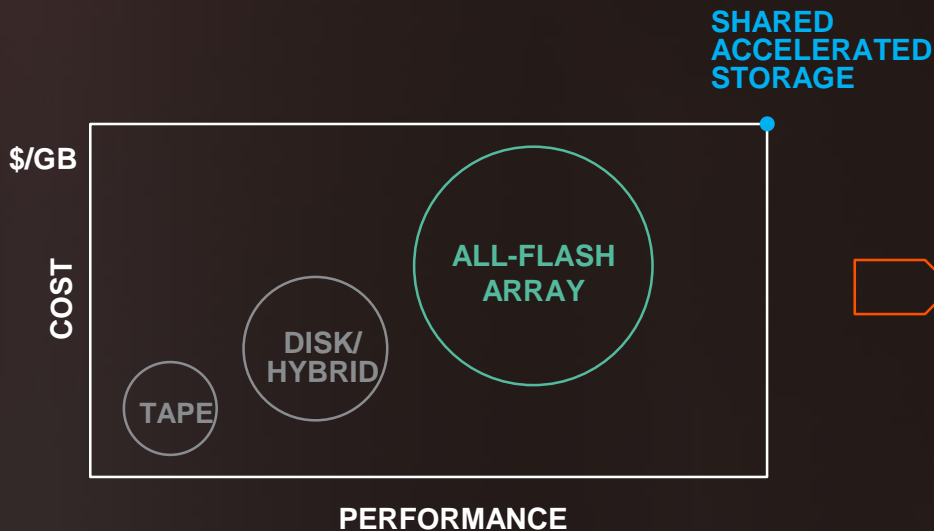 SHARED
ACCELERATED
STORAGE
$/GB
COST
ALL-FLASH
ARRAY
DISK/
HYBRID
TAPE
PERFORMANCE